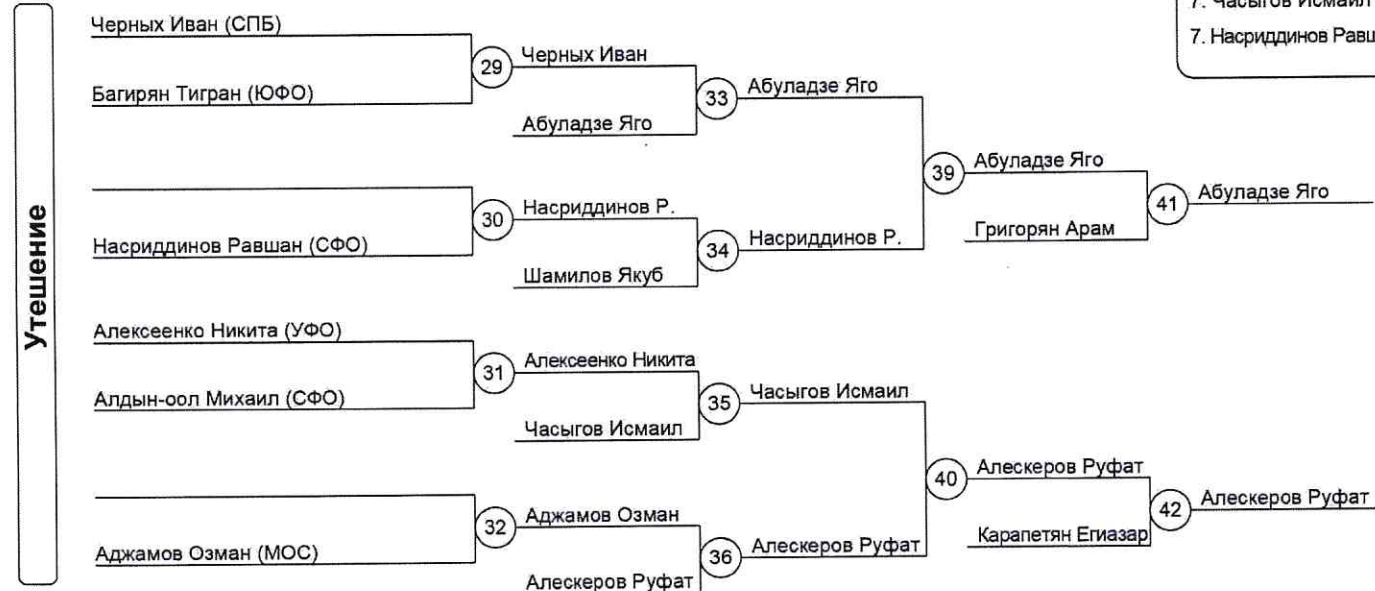 7. Часыгов Исмаил
7. Насриддинов Равш
Утешение
Черных Иван (СПБ)
29
Черных Иван
Багирян Тигран (ЮФО)
33
Абуладзе Яго
Абуладзе Яго
39
Абуладзе Яго
41
Абуладзе Яго
30
Насриддинов Р.
Насриддинов Равшан (СФО)
34
Насриддинов Р.
Григорян Арам
Шамилов Якуб
Алексеенко Никита (УФО)
31
Алексеенко Никита
Алдын-оол Михаил (СФО)
35
Часыгов Исмаил
Часыгов Исмаил
40
Алескеров Руфат
42
Алескеров Руфат
32
Аджамов Озман
Карапетян Егиазар
Аджамов Озман (МОС)
36
Алескеров Руфат
Алескеров Руфат